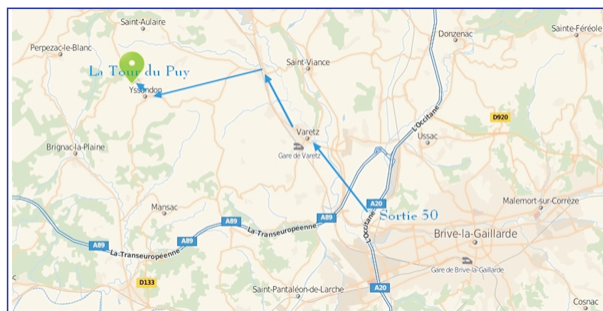 Saint-Aulaire
Donzenac
Sainte-Féréole
Perpezac-le-Blanc
Saint-Viance
La Tour du Puy
Yssandon
L'Occitane
D920
Varetz
Ussac
Gare de Varetz
Brignac-la-Plaine
Malemort-sur-Corrèze
A20
Mansac
Sortie 50
A89
A89
La Transeuropéenne
L'Occitane
Brive-la-Gaillarde
A89
A89
La Transeuropéenne
Gare de Brive-la-Gaillarde
D133
Saint-Pantaléon-de-Larche
A20
Cosnac